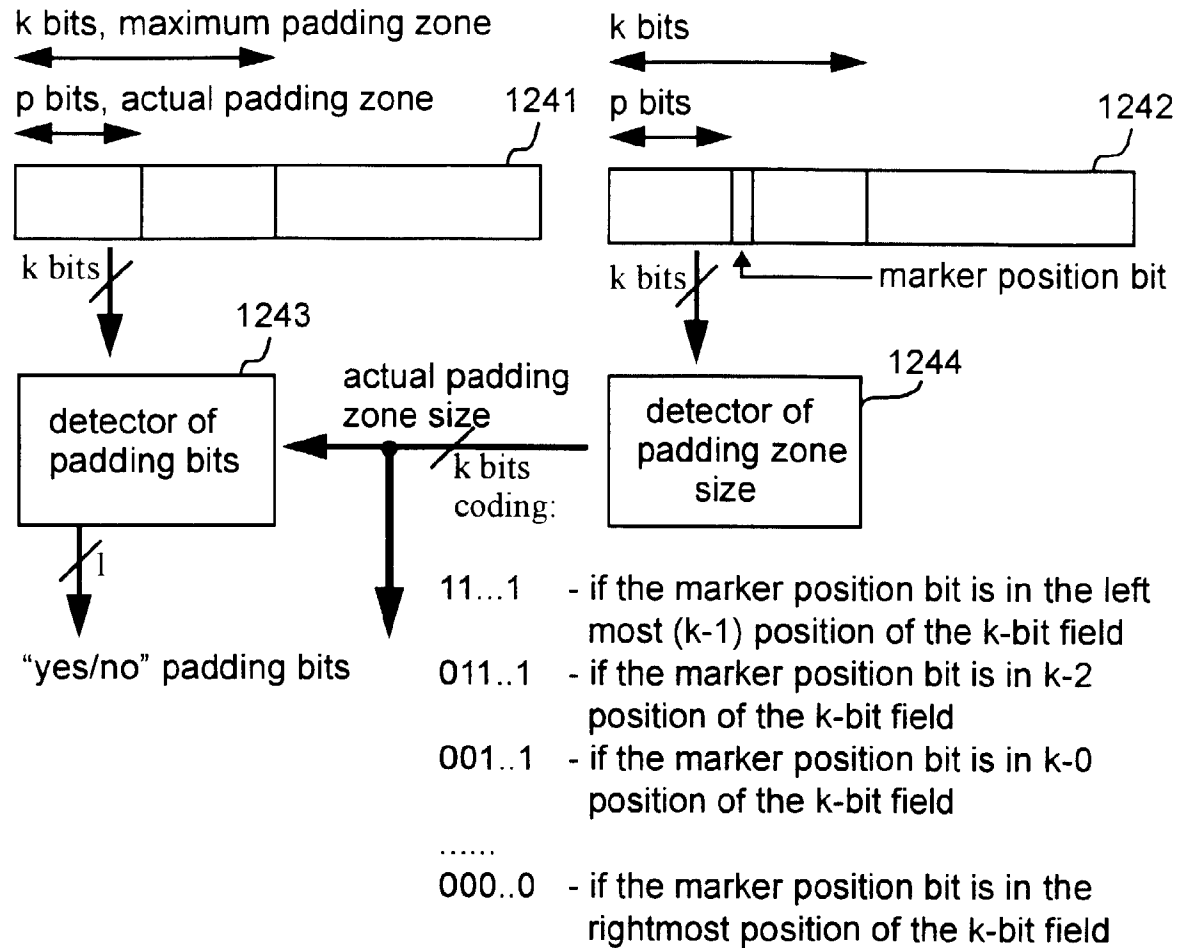 k bits, maximum padding zone
p bits, actual padding zone
1241
k bits
p bits
1242
k bits
k bits
marker position bit
1243
detector of
padding bits
actual padding
zone size
k bits
coding:
1244
detector of
padding zone
size
1
“yes/no” padding bits
11...1 - if the marker position bit is in the left
most (k-1) position of the k-bit field
011..1 - if the marker position bit is in k-2
position of the k-bit field
001..1 - if the marker position bit is in k-0
position of the k-bit field
......
000..0 - if the marker position bit is in the
rightmost position of the k-bit field